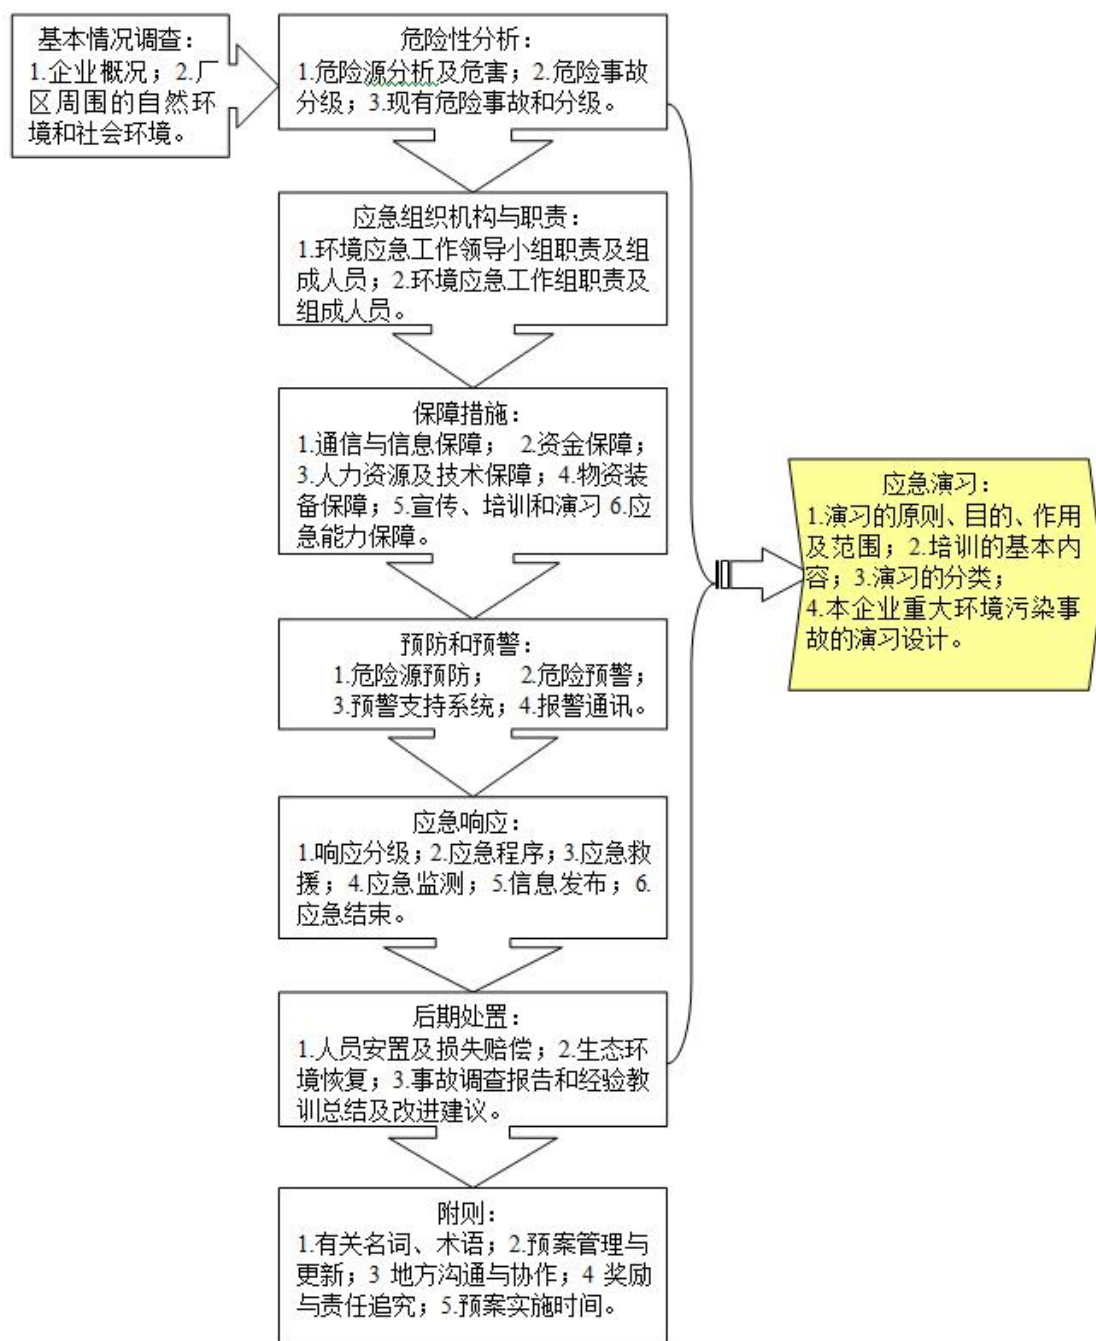 基本情况调查：
1.企业概况；2.厂
区周围的自然环
境和社会环境。
危险性分析：
1.危险源分析及危害；2.危险事故
分级；3.现有危险事故和分级。
应急组织机构与职责：
1.环境应急工作领导小组职责及组
成人员；2.环境应急工作组职责及
组成人员。
保障措施：
1.通信与信息保障； 2.资金保障；
3.人力资源及技术保障；4.物资装
备保障；5.宣传、培训和演习 6.应
急能力保障。
预防和预警：
1.危险源预防； 2.危险预警；
3.预警支持系统；4.报警通讯。
应急响应：
1.响应分级；2.应急程序；3.应急救
援；4.应急监测；5.信息发布；6.
应急结束。
后期处置：
1.人员安置及损失赔偿；2.生态环
境恢复；3.事故调查报告和经验教
训总结及改进建议。
附则：
1.有关名词、术语；2.预案管理与
更新；3 地方沟通与协作；4 奖励
与责任追究；5.预案实施时间。
应急演习：
1.演习的原则、目的、作用
及范围；2.培训的基本内
容；3.演习的分类；
4.本企业重大环境污染事
故的演习设计。